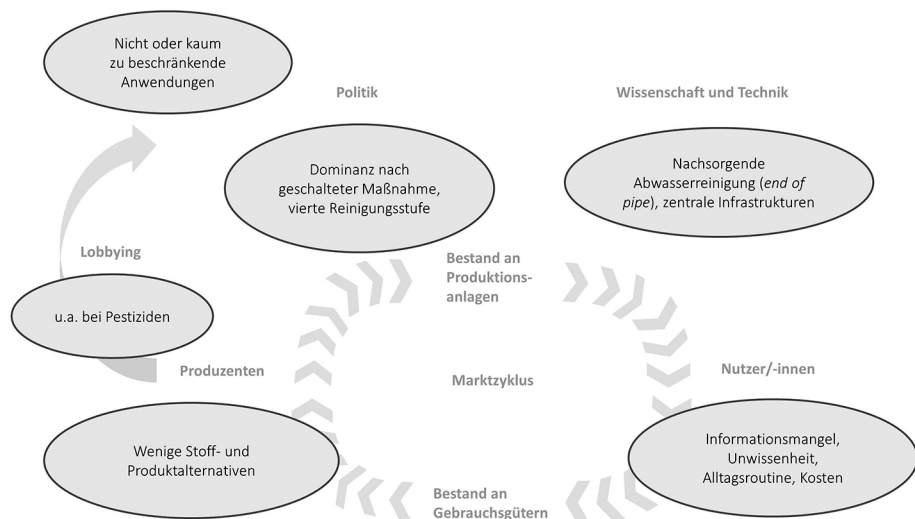 Nicht oder kaum
zu beschränkende
Anwendungen
Politik
Wissenschaft und Technik
Dominanz nach
geschalteter Maßnahme,
vierte Reinigungsstufe
Nachsorgende
Abwasserreinigung (end of
pipe), zentrale Infrastrukturen
Lobbying
Bestand an
Produktions-
anlagen
u.a. bei Pestiziden
Produzenten
Marktzyklus
Nutzer/-innen
Wenige Stoff- und
Produktalternativen
Informationsmangel,
Unwissenheit,
Alltagsroutine, Kosten
Bestand an
Gebrauchsgütern